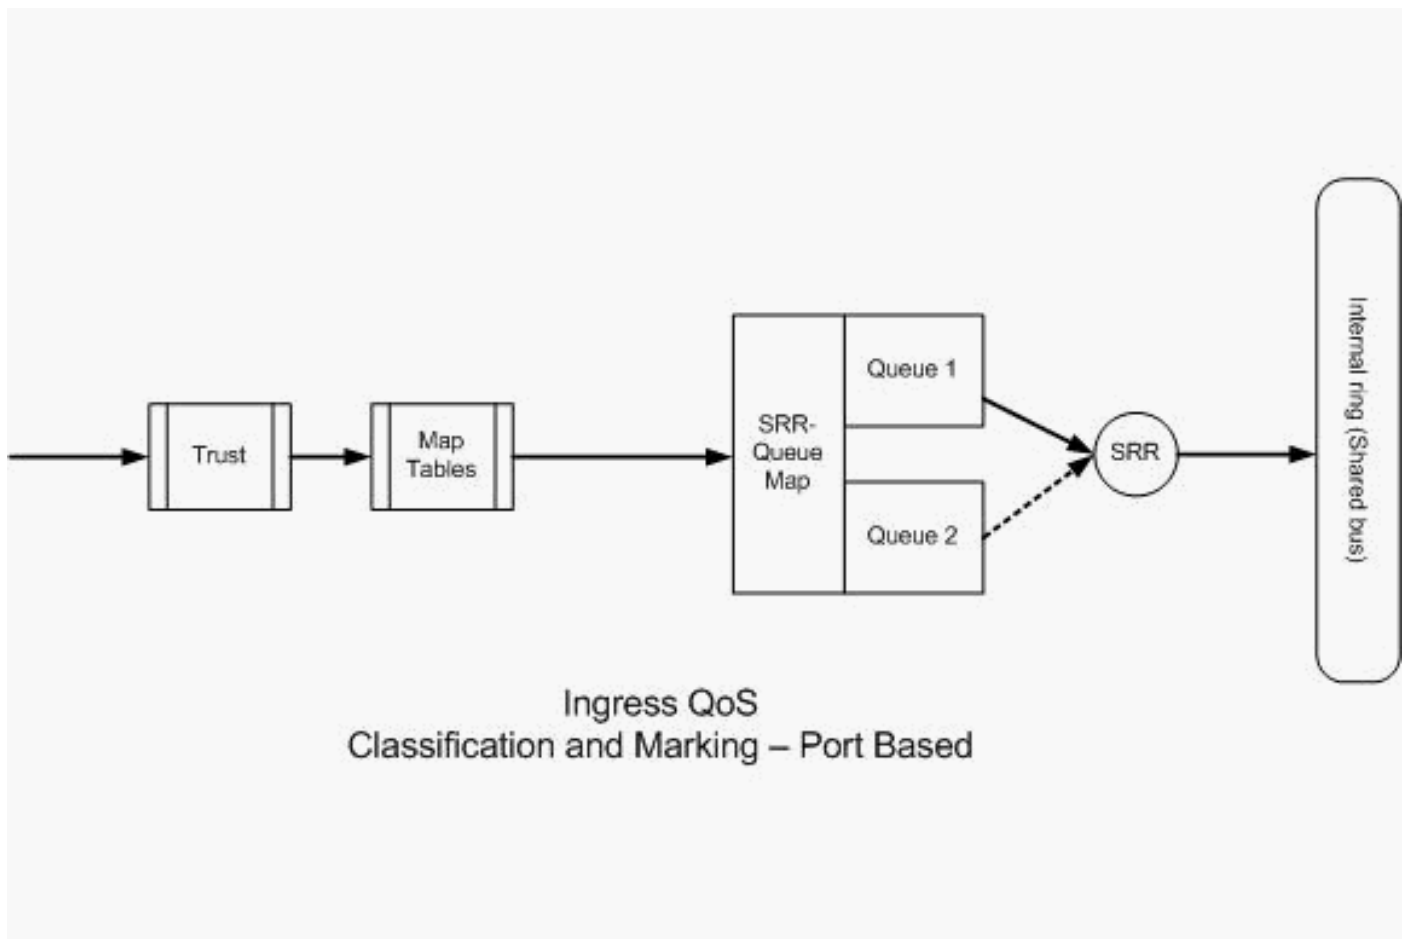 Trust
Map
Tables
SRR-
Queue
Map
Queue 1
Queue 2
SRR
Internal ring (Shared bus)
Ingress QoS
Classification and Marking – Port Based